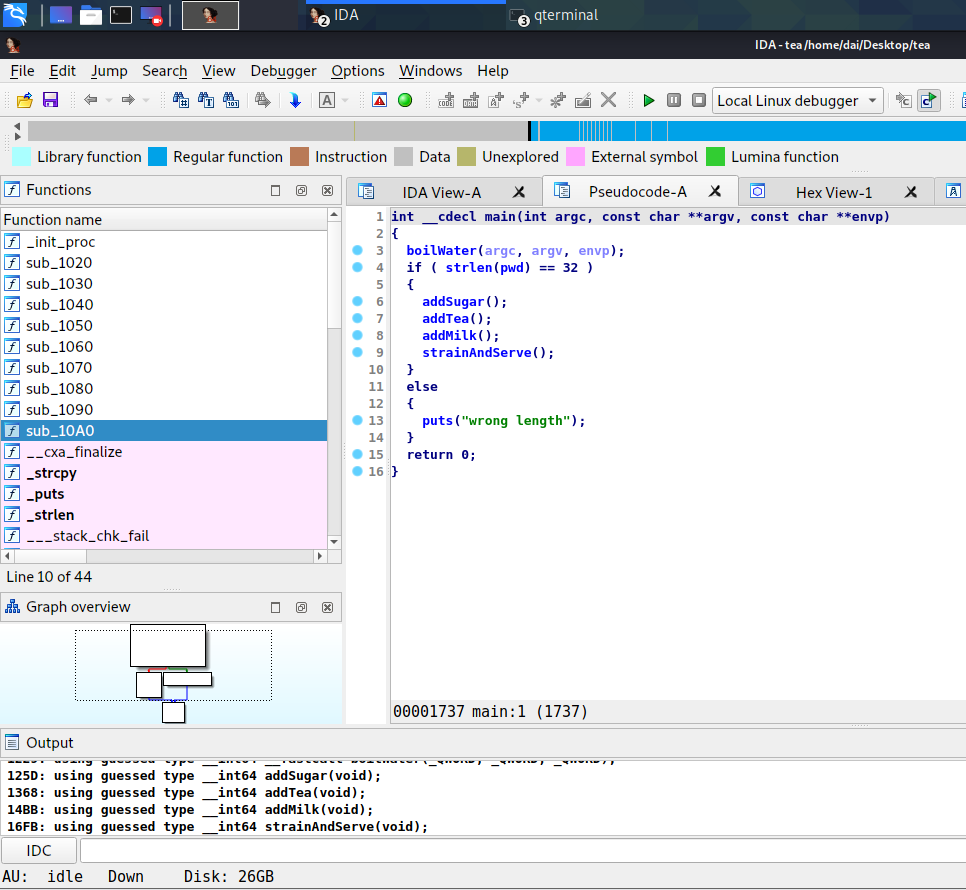 2 IDA
3 qterminal
IDA - tea /home/dai/Desktop/tea
File Edit Jump Search View Debugger Options Windows Help
Local Linux debugger
Library function Regular function Instruction Data Unexplored External symbol Lumina function
Functions
IDA View-A
Pseudocode-A
Hex View-1
Function name
_init_proc
sub_1020
sub_1030
sub_1040
sub_1050
sub_1060
sub_1070
sub_1080
sub_1090
sub_10A0
__cxa_finalize
_strcpy
_puts
_strlen
___stack_chk_fail
Line 10 of 44
Graph overview
1 int __cdecl main(int argc, const char **argv, const char **envp)
2 {
3 boilWater(argc, argv, envp);
4 if ( strlen(pwd) == 32 )
5 {
6 addSugar();
7 addTea();
8 addMilk();
9 strainAndServe();
10 }
11 else
12 {
13 puts("wrong length");
14 }
15 return 0;
16 }
00001737 main:1 (1737)
Output
125D: using guessed type __int64 addSugar(void);
1368: using guessed type __int64 addTea(void);
14BB: using guessed type __int64 addMilk(void);
16FB: using guessed type __int64 strainAndServe(void);
IDC
AU: idle Down Disk: 26GB